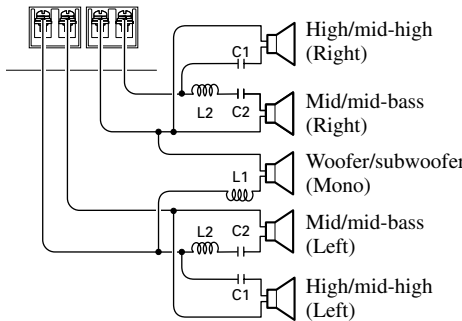 High/mid-high
(Right)
C1
L2
C2
Mid/mid-bass
(Right)
Woofer/subwoofer
(Mono)
L1
Mid/mid-bass
(Left)
L2
C2
High/mid-high
(Left)
C1